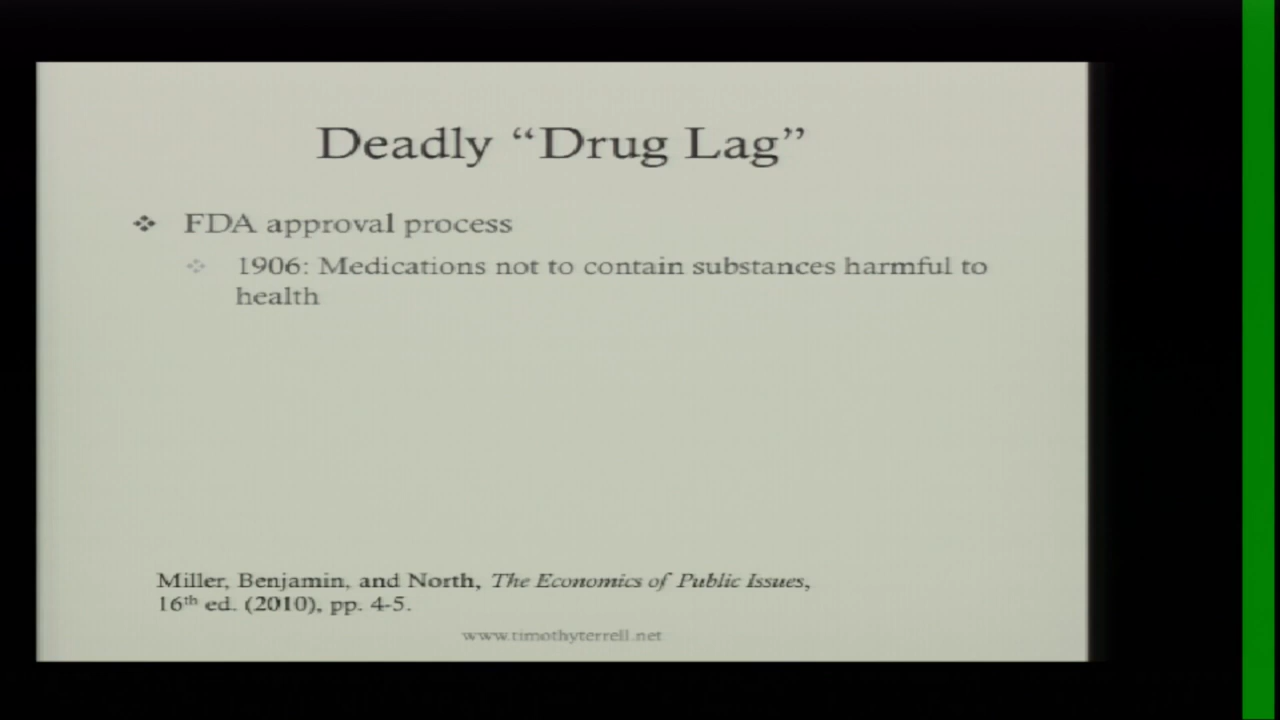 Deadly “Drug Lag”
FDA approval process
1906: Medications not to contain substances harmful to
health
Miller, Benjamin, and North, The Economics of Public Issues,
16th ed. (2010), pp. 4-5.
www.timothyterrell.net